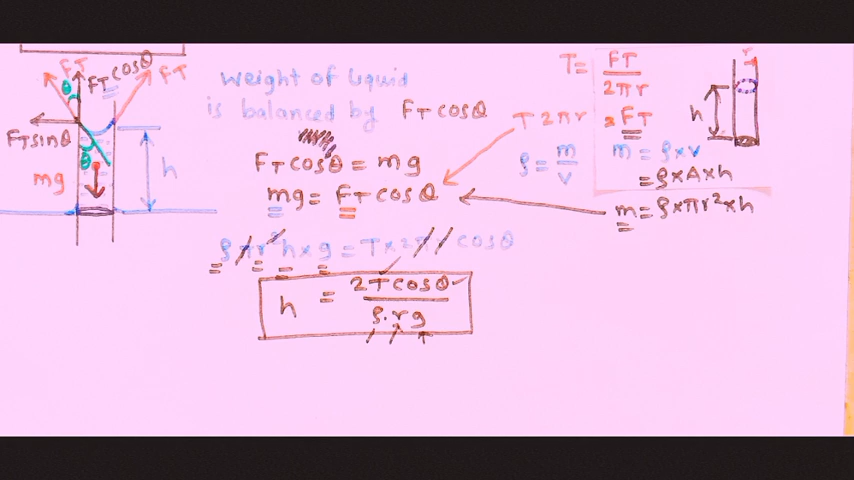 FT
FT cosθ
FT
θ
FT sinθ
θ
mg
h
weight of liquid
is balanced by FT cosθ
FT cosθ = mg
mg = FT cosθ
ρ πr² h x g = T x 2πr cosθ
h = 2T cosθ / ρ.rg
T = FT / 2πr
T 2πr = FT
ρ = m/v
m = ρ x v
= ρ x A x h
m = ρ x πr² x h
r
h